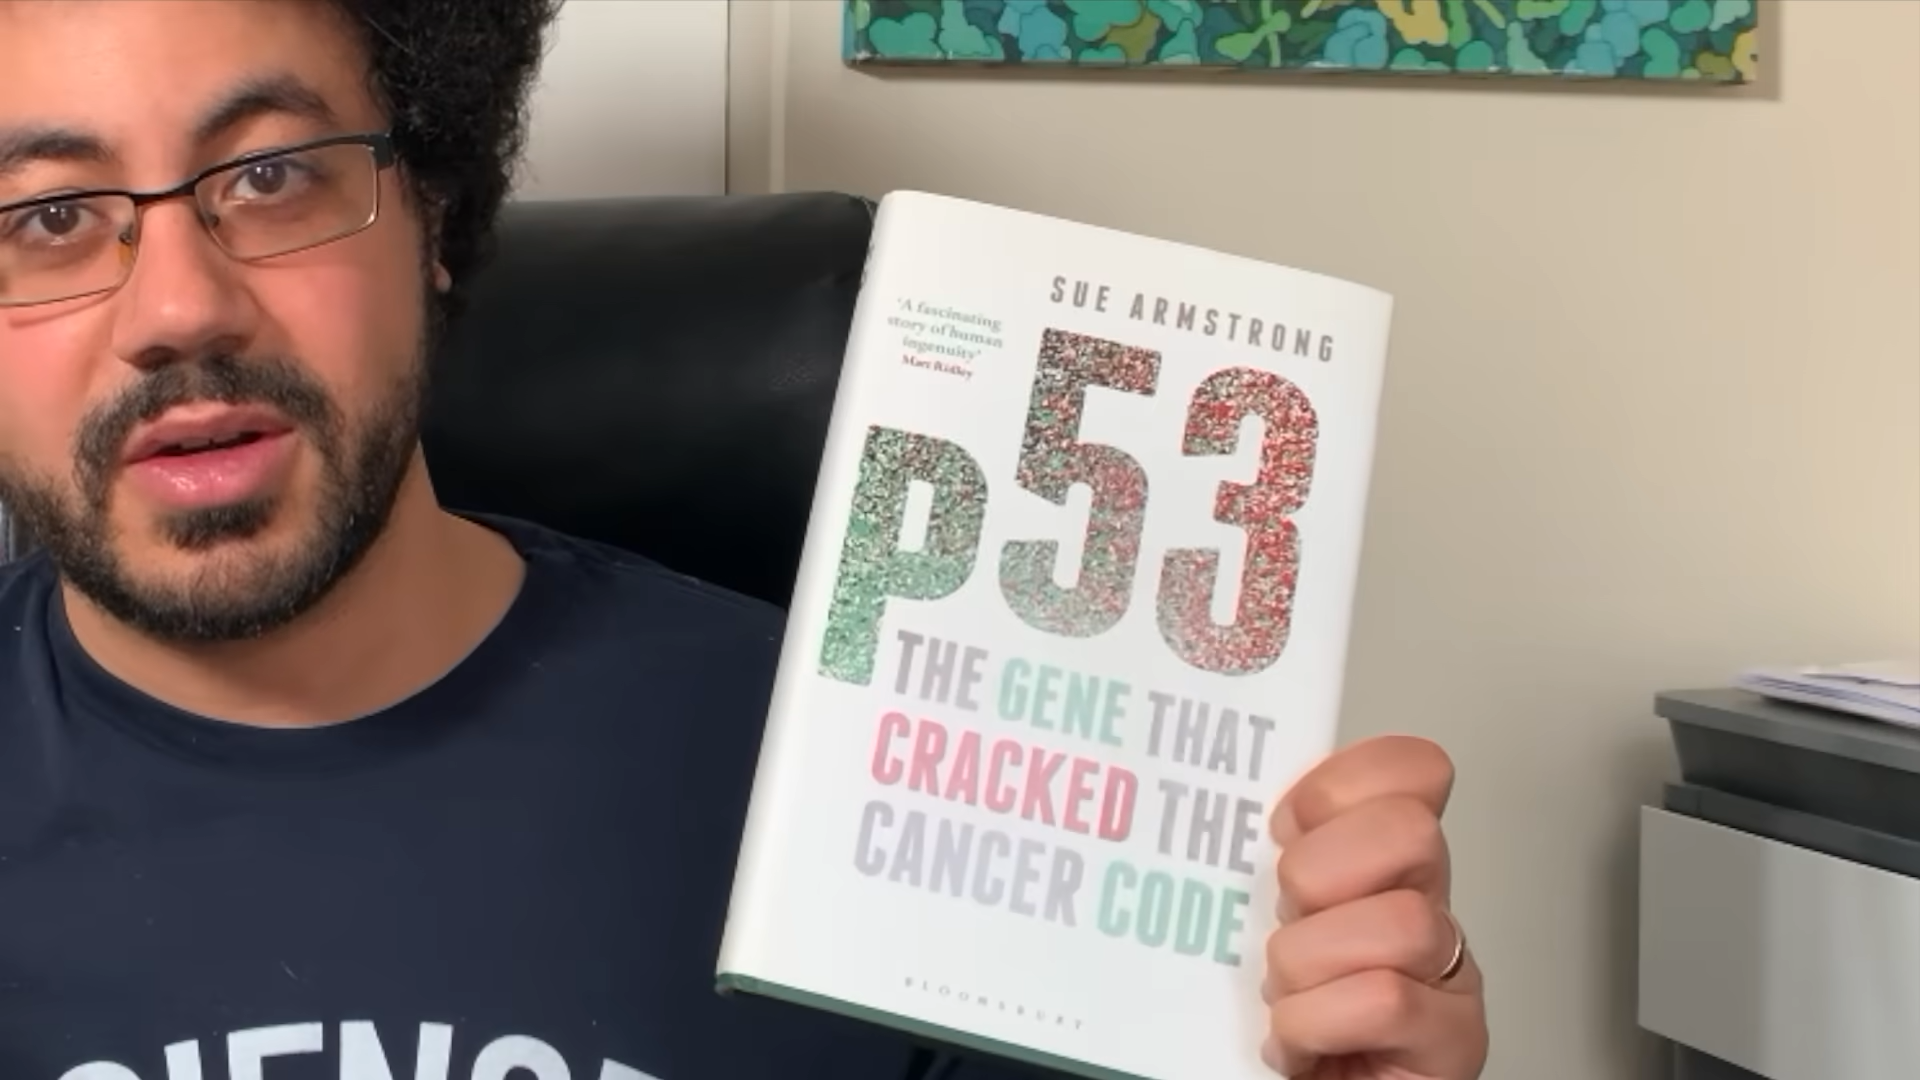 SUE ARMSTRONG
'A fascinating
story of human
ingenuity'
Matt Ridley
p53
THE GENE THAT
CRACKED THE
CANCER CODE
BLOOMSBURY